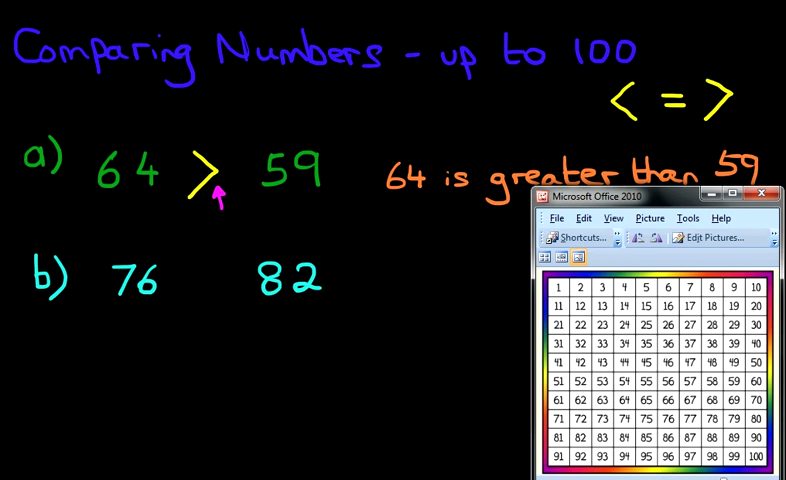 Comparing Numbers - up to 100
< = >
a) 64 > 59 64 is greater than 59
b) 76 82
Microsoft Office 2010
File Edit View Picture Tools Help
Shortcuts... Edit Pictures...
1 2 3 4 5 6 7 8 9 10
11 12 13 14 15 16 17 18 19 20
21 22 23 24 25 26 27 28 29 30
31 32 33 34 35 36 37 38 39 40
41 42 43 44 45 46 47 48 49 50
51 52 53 54 55 56 57 58 59 60
61 62 63 64 65 66 67 68 69 70
71 72 73 74 75 76 77 78 79 80
81 82 83 84 85 86 87 88 89 90
91 92 93 94 95 96 97 98 99 100